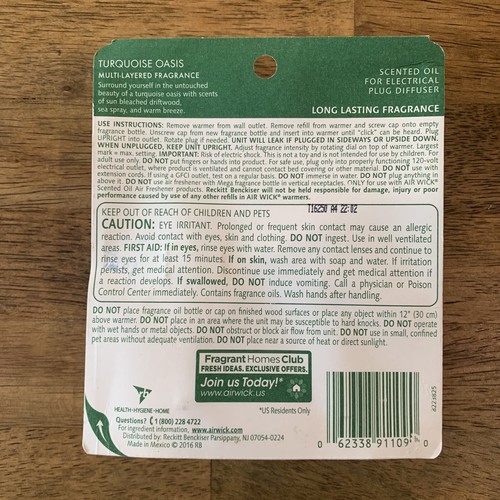 TURQUOISE OASIS
MULTI-LAYERED FRAGRANCE
Surround yourself in the untouched
beauty of a turquoise oasis with scents
of sun bleached driftwood,
sea spray, and warm breeze.
SCENTED OIL
FOR ELECTRICAL
PLUG DIFFUSER
LONG LASTING FRAGRANCE
USE INSTRUCTIONS: Remove warmer from wall outlet. Remove refill from warmer and screw cap onto empty
fragrance bottle. Unscrew cap from new fragrance bottle and insert into warmer until "click" can be heard. Plug
UPRIGHT into outlet. Rotate plug if needed. UNIT WILL LEAK IF PLUGGED IN SIDEWAYS OR UPSIDE DOWN.
WHEN UNPLUGGED, KEEP UNIT UPRIGHT. Adjust fragrance intensity by rotating dial on top of warmer. Largest
mark = max. setting. IMPORTANT: Risk of electric shock. This is not a toy and is not intended for use by children. For
adult use only. DO NOT put fingers or hands into product. For safe use, plug only into properly functioning 120-volt
electrical outlet, where product is ventilated and cannot contact bed covering or other material. DO NOT use with
extension cords. If using a GFCI outlet, test on a regular basis. DO NOT immerse in water. DO NOT plug anything in
above it. DO NOT use air freshener with Mega fragrance bottle in vertical receptacles. ONLY for use with AIR WICK®
Scented Oil Air Freshener products. Reckitt Benckiser will not be held responsible for damage, injury or poor
performance caused by use of any other refills in AIR WICK® warmers.
KEEP OUT OF REACH OF CHILDREN AND PETS
T16250 A4 22:02
CAUTION: EYE IRRITANT. Prolonged or frequent skin contact may cause an allergic
reaction. Avoid contact with eyes, skin and clothing. DO NOT ingest. Use in well ventilated
areas. FIRST AID: If in eyes, rinse eyes with water. Remove any contact lenses and continue to
rinse eyes for at least 15 minutes. If on skin, wash area with soap and water. If irritation
persists, get medical attention. Discontinue use immediately and get medical attention if
a reaction develops. If swallowed, DO NOT induce vomiting. Call a physician or Poison
Control Center immediately. Contains fragrance oils. Wash hands after handling.
DO NOT place fragrance oil bottle or cap on finished wood surfaces or place any object within 12" (30 cm)
above warmer. DO NOT place in an area where the unit may be susceptible to hard knocks. DO NOT operate
with wet hands or metal objects. DO NOT obstruct or block air flow from unit. DO NOT use in small, confined
pet areas without adequate ventilation. DO NOT place near a source of heat or direct sunlight.
Fragrant Homes Club
FRESH IDEAS. EXCLUSIVE OFFERS.
Join us Today!*
www.airwick.us
*US Residents Only
HEALTH • HYGIENE • HOME
Questions? 1 (800) 228 4722
For ingredient information, www.airwick.com
Distributed by: Reckitt Benckiser Parsippany, NJ 07054-0224
Made in Mexico © 2016 RB
0 62338 91109 0